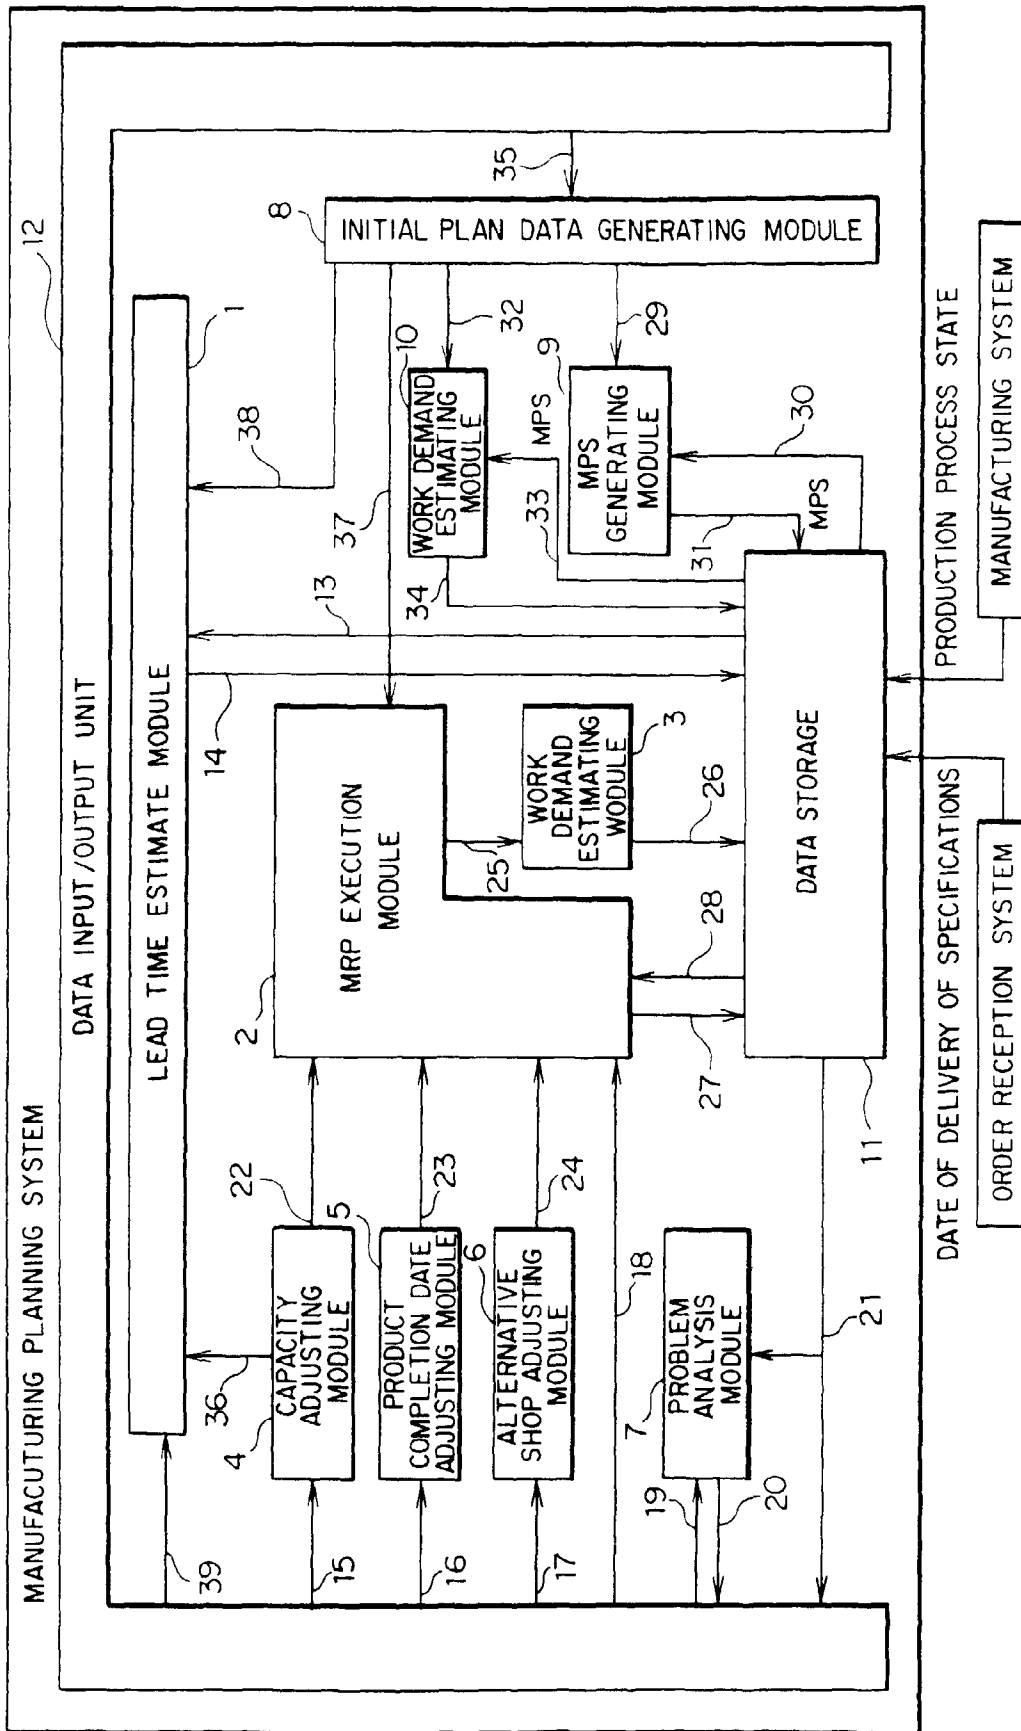 MANUFACUTURING PLANNING SYSTEM
12
DATA INPUT/OUTPUT UNIT
LEAD TIME ESTIMATE MODULE
1
39
36
14
13
38
15
4
CAPACITY
ADJUSTING
MODULE
22
2
MRP EXECUTION
MODULE
37
8
INITIAL PLAN DATA GENERATING MODULE
35
16
5
PRODUCT
COMPLETION DATE
ADJUSTING MODULE
23
10
WORK DEMAND
ESTIMATING
MODULE
32
34
33
MPS
17
6
ALTERNATIVE
SHOP ADJUSTING
MODULE
24
25
WORK
DEMAND
ESTIMATING
WODULE
3
9
MPS
GENERATING
MODULE
29
18
28
27
26
31
MPS
30
19
20
7
PROBLEM
ANALYSIS
MODULE
21
11
DATA STORAGE
DATE OF DELIVERY OF SPECIFICATIONS
PRODUCTION PROCESS STATE
ORDER RECEPTION SYSTEM
MANUFACTURING SYSTEM